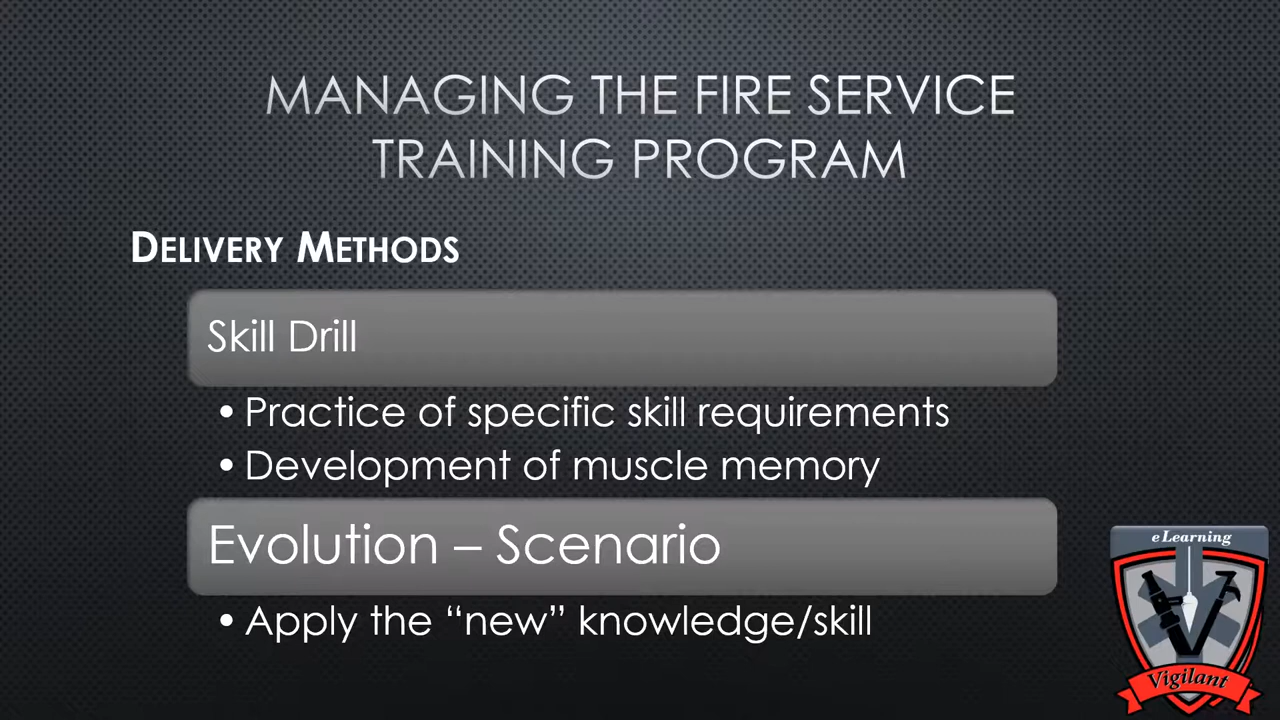 MANAGING THE FIRE SERVICE
TRAINING PROGRAM
DELIVERY METHODS
Skill Drill
• Practice of specific skill requirements
• Development of muscle memory
Evolution – Scenario
• Apply the “new” knowledge/skill
eLearning
V
Vigilant